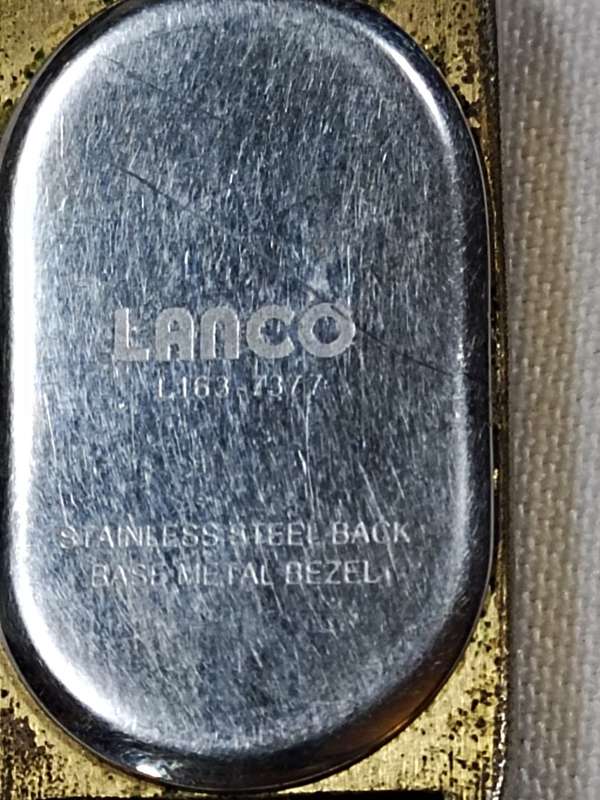 LANCO
L163-7377
STAINLESS STEEL BACK
BASE METAL BEZEL